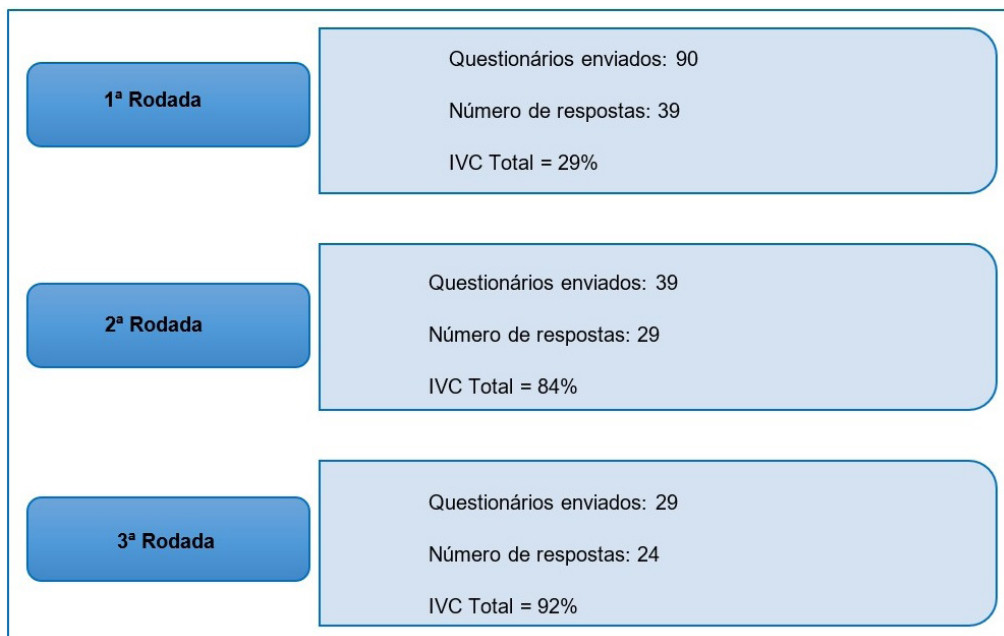 1ª Rodada
Questionários enviados: 90
Número de respostas: 39
IVC Total = 29%
2ª Rodada
Questionários enviados: 39
Número de respostas: 29
IVC Total = 84%
3ª Rodada
Questionários enviados: 29
Número de respostas: 24
IVC Total = 92%